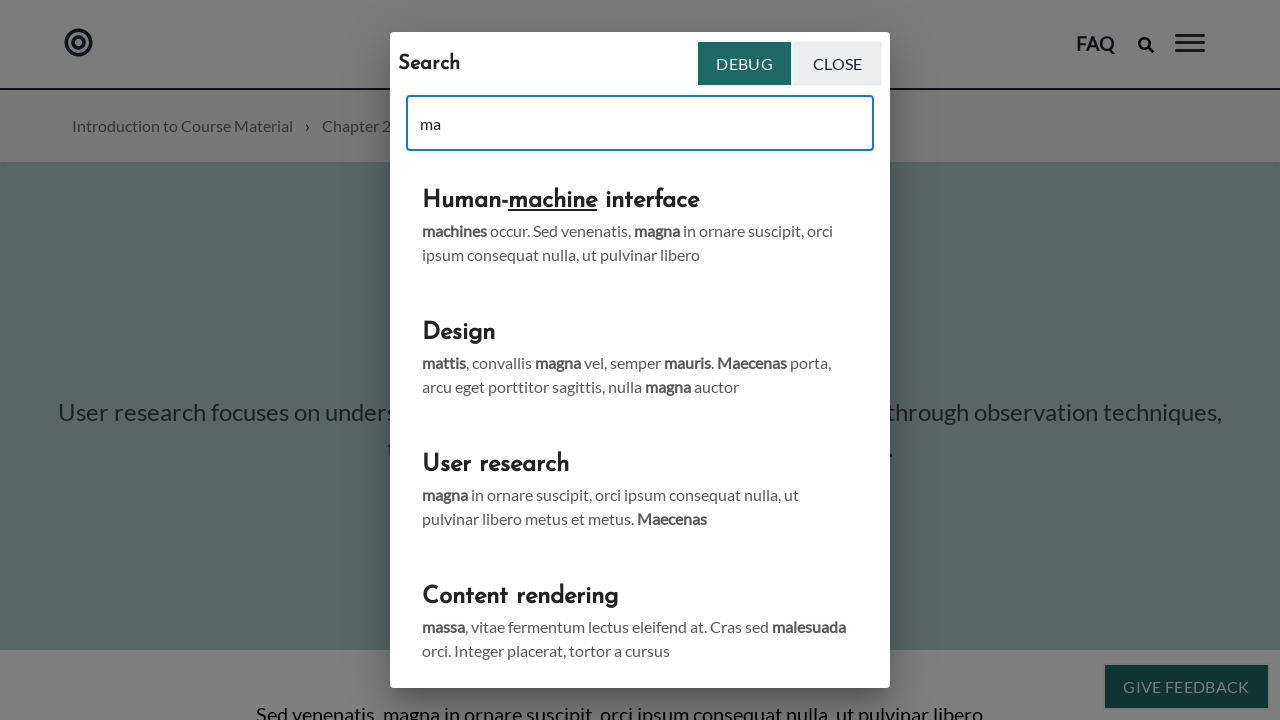 FAQ
Search
DEBUG
CLOSE
ma
Introduction to Course Material › Chapter 2
Human-machine interface
machines occur. Sed venenatis, magna in ornare suscipit, orci
ipsum consequat nulla, ut pulvinar libero
Design
mattis, convallis magna vel, semper mauris. Maecenas porta,
arcu eget porttitor sagittis, nulla magna auctor
User research focuses on
through observation techniques,
User research
magna in ornare suscipit, orci ipsum consequat nulla, ut
pulvinar libero metus et metus. Maecenas
Content rendering
massa, vitae fermentum lectus eleifend at. Cras sed malesuada
orci. Integer placerat, tortor a cursus
GIVE FEEDBACK
Sed venenatis, magna in ornare suscipit, orci ipsum consequat nulla, ut pulvinar libero